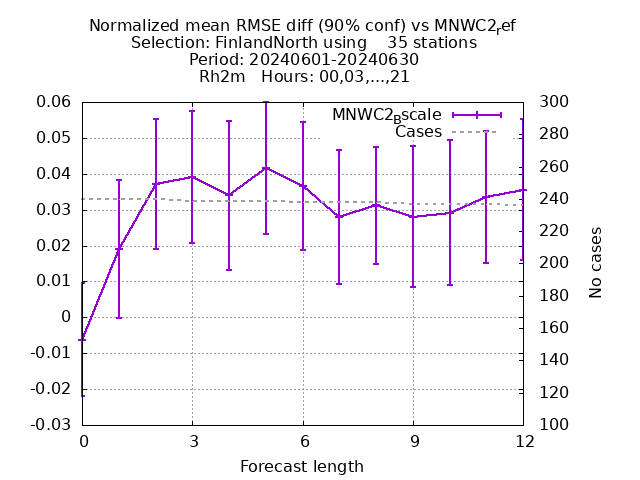 Normalized mean RMSE diff (90% conf) vs MNWC2ref
Selection: FinlandNorth using 35 stations
Period: 20240601-20240630
Rh2m Hours: 00,03,...,21
MNWC2Bscale
Cases
0.06
0.05
0.04
0.03
0.02
0.01
0
-0.01
-0.02
-0.03
300
280
260
240
220
200
180
160
140
120
100
No cases
0 3 6 9 12
Forecast length